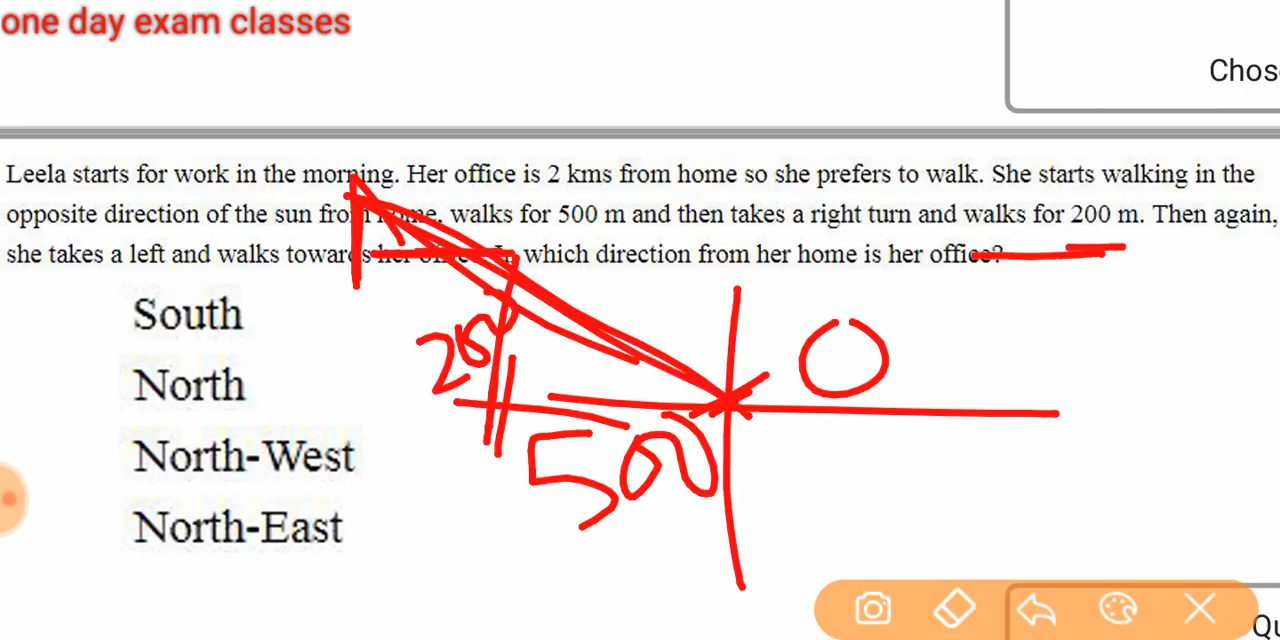 one day exam classes
Chos
Leela starts for work in the morning. Her office is 2 kms from home so she prefers to walk. She starts walking in the
opposite direction of the sun from home, walks for 500 m and then takes a right turn and walks for 200 m. Then again,
she takes a left and walks towards her office. In which direction from her home is her office?
South
200
North
500
North-West
North-East
Qu